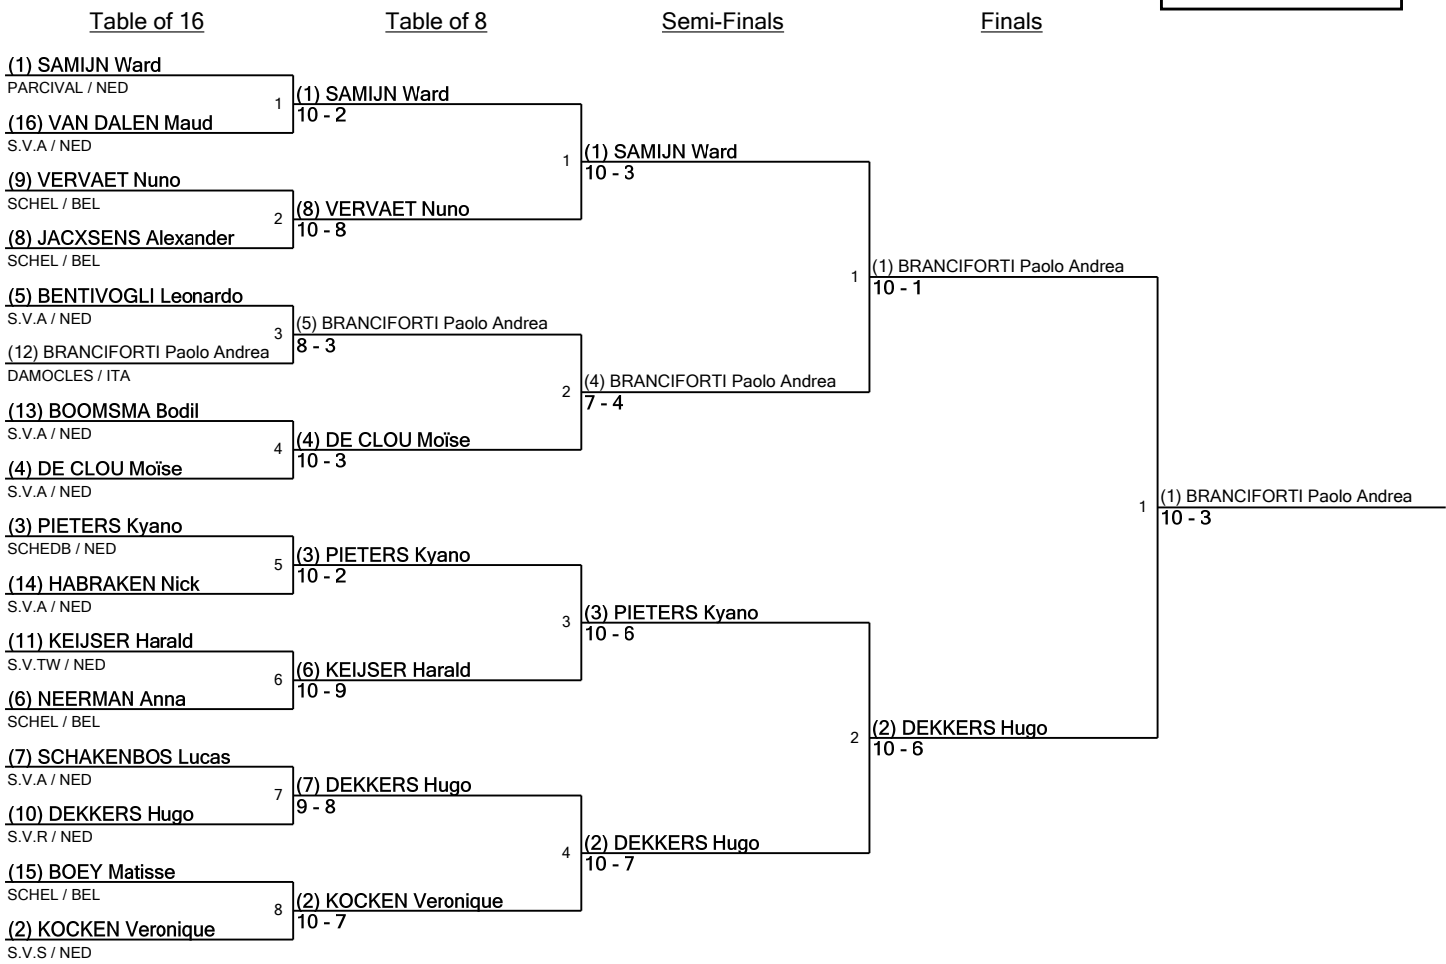 Table of 16
Table of 8
Semi-Finals
Finals
(1) SAMIJN Ward
PARCIVAL / NED
(16) VAN DALEN Maud
S.V.A / NED
(9) VERVAET Nuno
SCHEL / BEL
(8) JACXSENS Alexander
SCHEL / BEL
(5) BENTIVOGLI Leonardo
S.V.A / NED
(12) BRANCIFORTI Paolo Andrea
DAMOCLES / ITA
(13) BOOMSMA Bodil
S.V.A / NED
(4) DE CLOU Moïse
S.V.A / NED
(3) PIETERS Kyano
SCHEDB / NED
(14) HABRAKEN Nick
S.V.A / NED
(11) KEIJSER Harald
S.V.TW / NED
(6) NEERMAN Anna
SCHEL / BEL
(7) SCHAKENBOS Lucas
S.V.A / NED
(10) DEKKERS Hugo
S.V.R / NED
(15) BOEY Matisse
SCHEL / BEL
(2) KOCKEN Veronique
S.V.S / NED
1
(1) SAMIJN Ward
10 - 2
2
(8) VERVAET Nuno
10 - 8
3
(5) BRANCIFORTI Paolo Andrea
8 - 3
4
(4) DE CLOU Moïse
10 - 3
5
(3) PIETERS Kyano
10 - 2
6
(6) KEIJSER Harald
10 - 9
7
(7) DEKKERS Hugo
9 - 8
8
(2) KOCKEN Veronique
10 - 7
1
(1) SAMIJN Ward
10 - 3
2
(4) BRANCIFORTI Paolo Andrea
7 - 4
3
(3) PIETERS Kyano
10 - 6
4
(2) DEKKERS Hugo
10 - 7
1
(1) BRANCIFORTI Paolo Andrea
10 - 1
2
(2) DEKKERS Hugo
10 - 6
1
(1) BRANCIFORTI Paolo Andrea
10 - 3